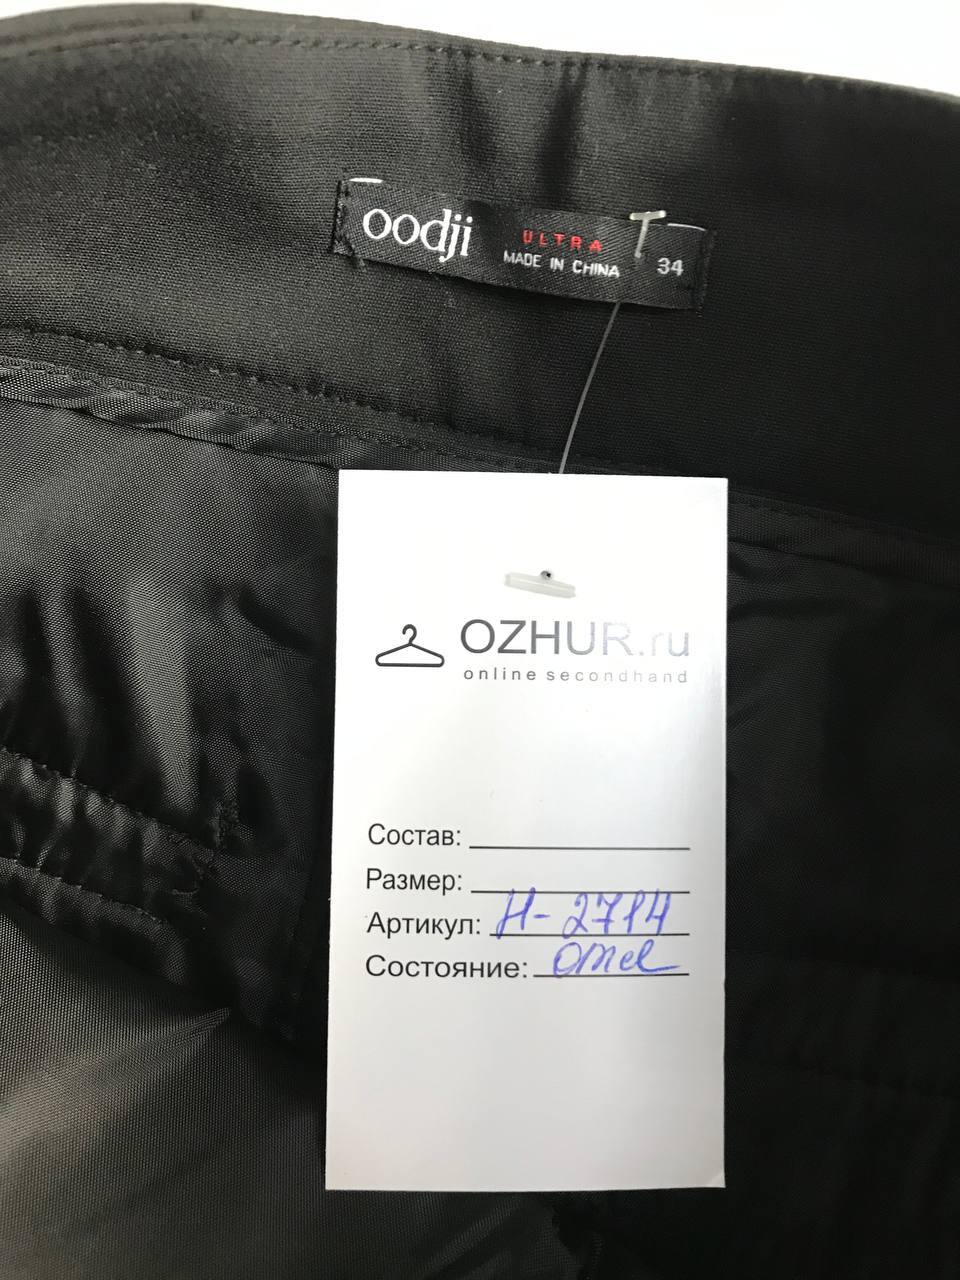 oodji
ULTRA
MADE IN CHINA
34
OZHUR.ru
online secondhand
Состав:
Размер:
Артикул: Н-2714
Состояние: отл